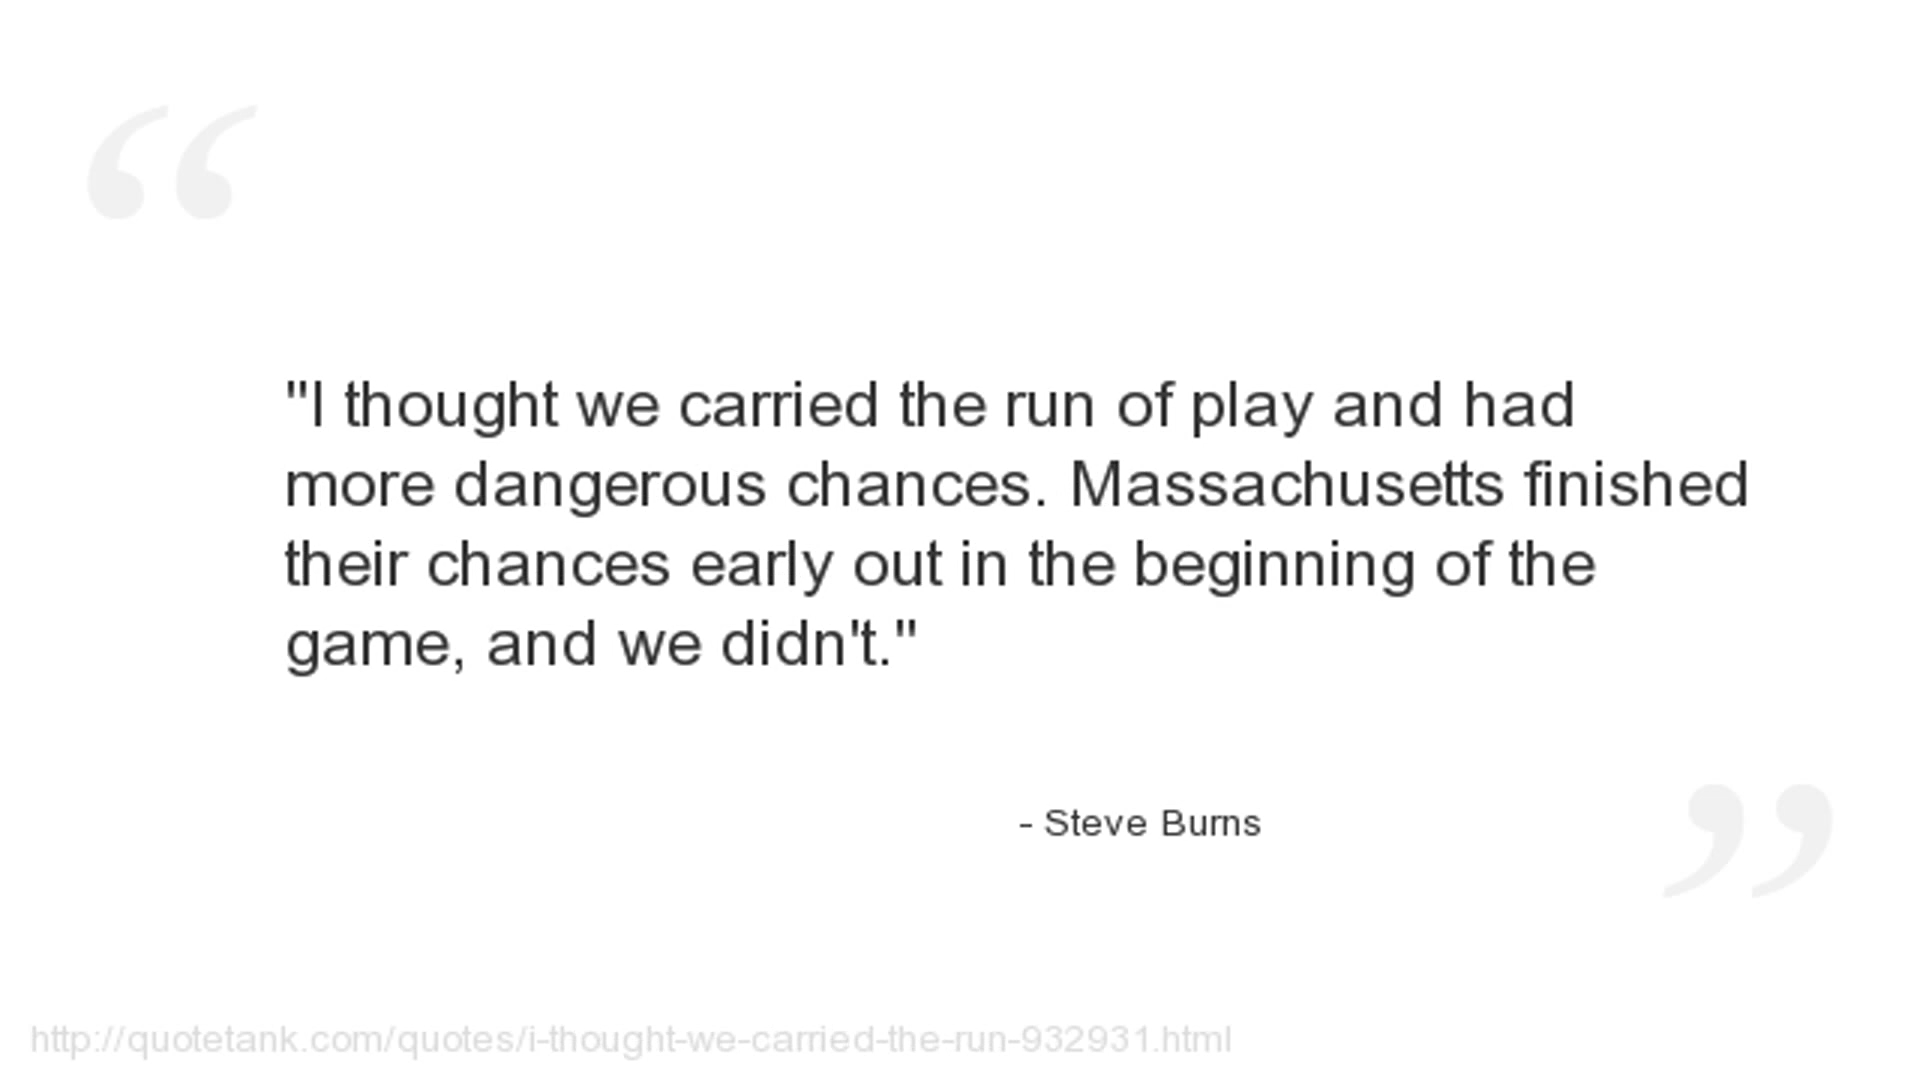 "I thought we carried the run of play and had
more dangerous chances. Massachusetts finished
their chances early out in the beginning of the
game, and we didn't."
- Steve Burns
http://quotetank.com/quotes/i-thought-we-carried-the-run-932931.html